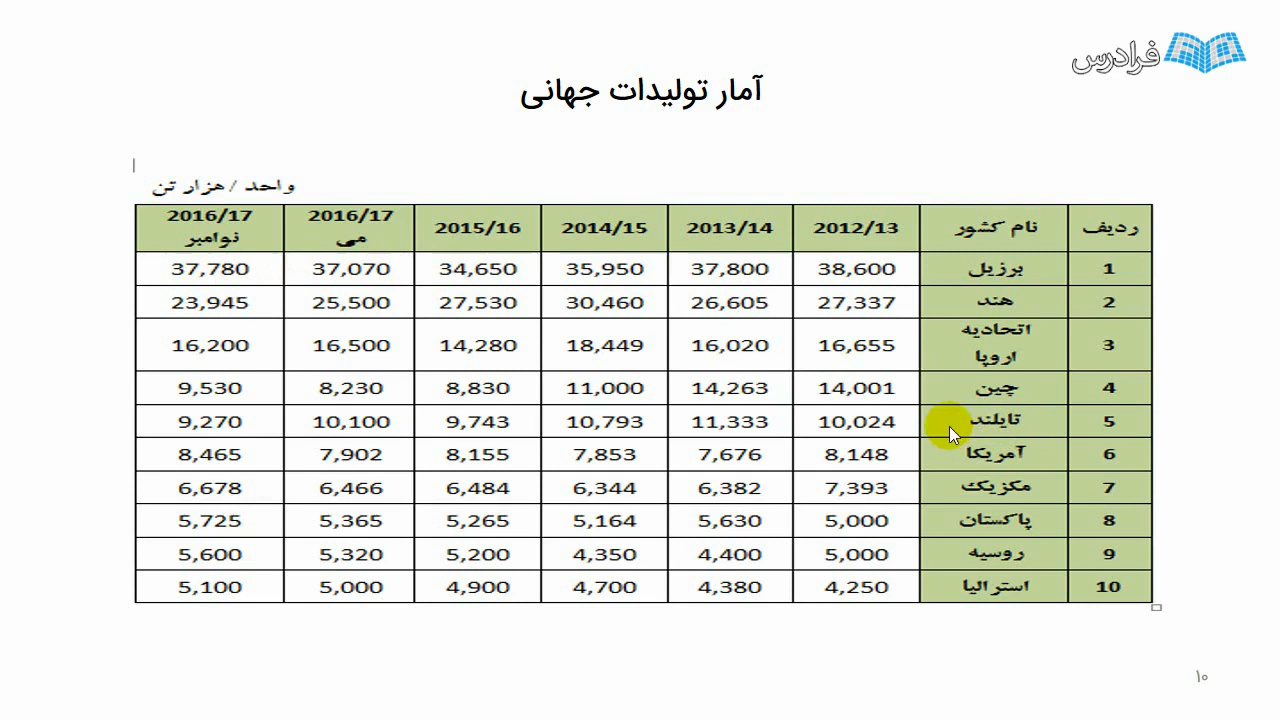 فرادرس
آمار تولیدات جهانی
واحد / هزار تن
ردیف نام کشور 2012/13 2013/14 2014/15 2015/16 2016/17 می 2016/17 نوامبر
1 برزیل 38,600 37,800 35,950 34,650 37,070 37,780
2 هند 27,337 26,605 30,460 27,530 25,500 23,945
3 اتحادیه اروپا 16,655 16,020 18,449 14,280 16,500 16,200
4 چین 14,001 14,263 11,000 8,830 8,230 9,530
5 تایلند 10,024 11,333 10,793 9,743 10,100 9,270
6 آمریکا 8,148 7,676 7,853 8,155 7,902 8,465
7 مکزیک 7,393 6,382 6,344 6,484 6,466 6,678
8 پاکستان 5,000 5,630 5,164 5,265 5,365 5,725
9 روسیه 5,000 4,400 4,350 5,200 5,320 5,600
10 استرالیا 4,250 4,380 4,700 4,900 5,000 5,100
۱۰